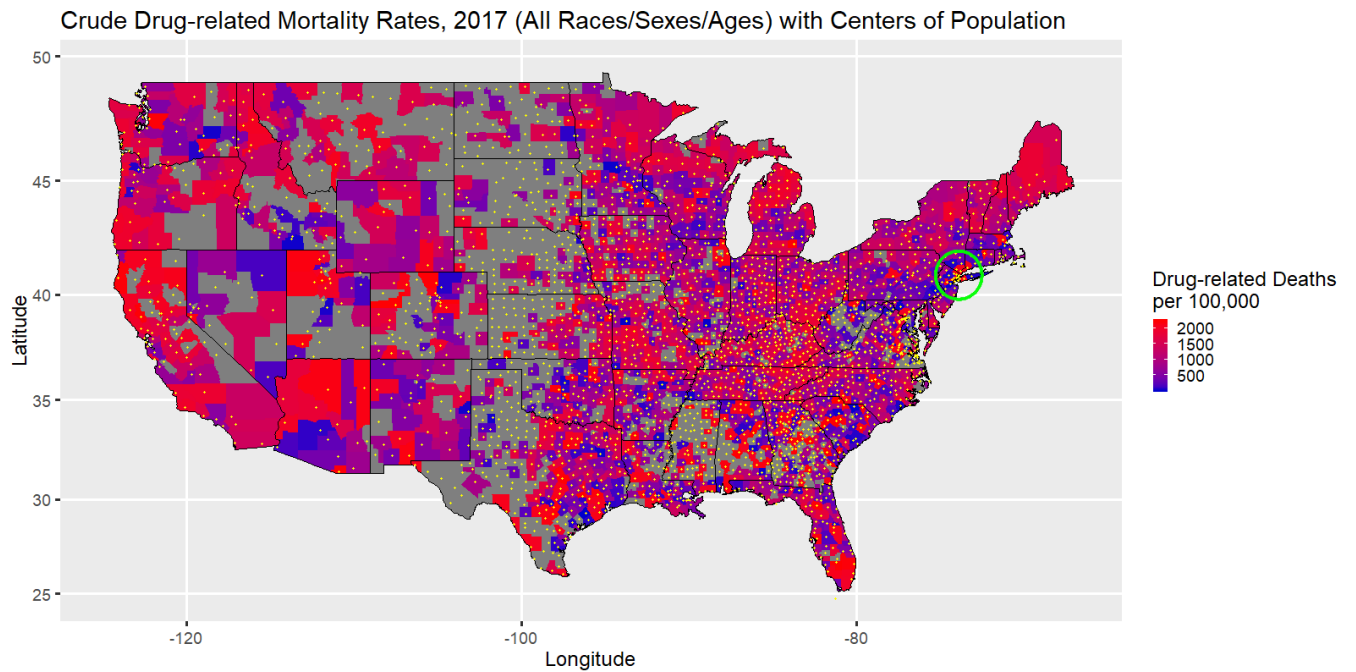 Crude Drug-related Mortality Rates, 2017 (All Races/Sexes/Ages) with Centers of Population
50
45
40
35
30
25
Latitude
-120
-100
-80
Longitude
Drug-related Deaths
per 100,000
2000
1500
1000
500